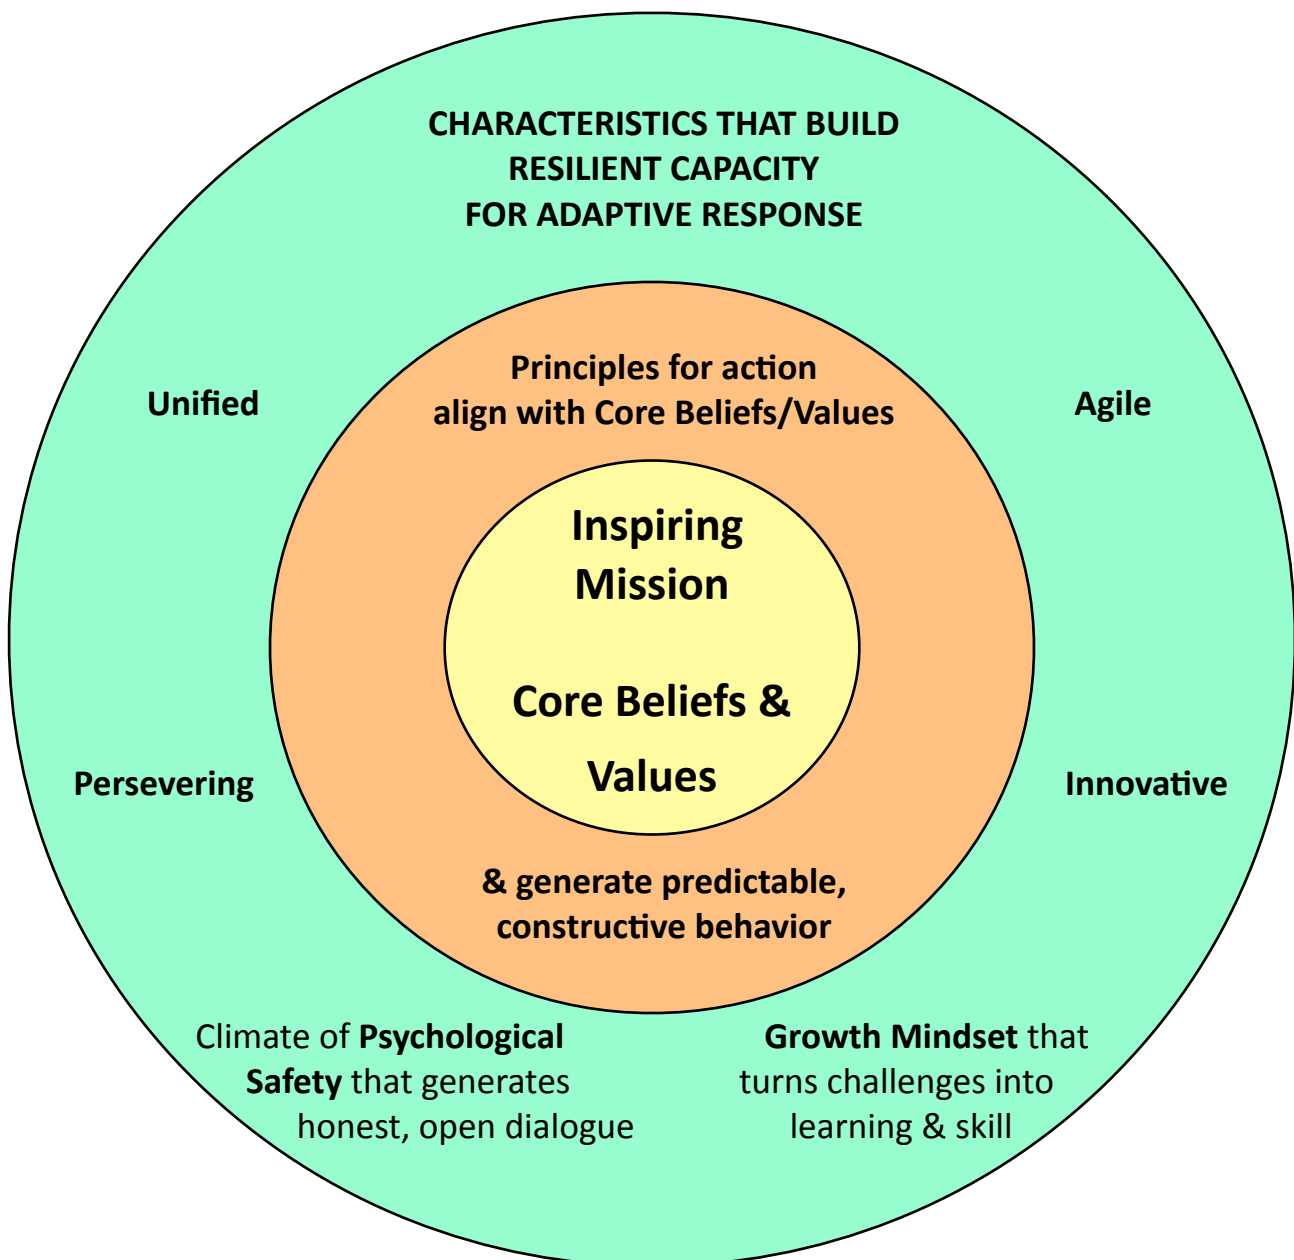 CHARACTERISTICS THAT BUILD
RESILIENT CAPACITY
FOR ADAPTIVE RESPONSE
Principles for action
align with Core Beliefs/Values
Unified
Agile
Inspiring
Mission
Core Beliefs &
Values
Persevering
Innovative
& generate predictable,
constructive behavior
Climate of Psychological
Safety that generates
honest, open dialogue
Growth Mindset that
turns challenges into
learning & skill